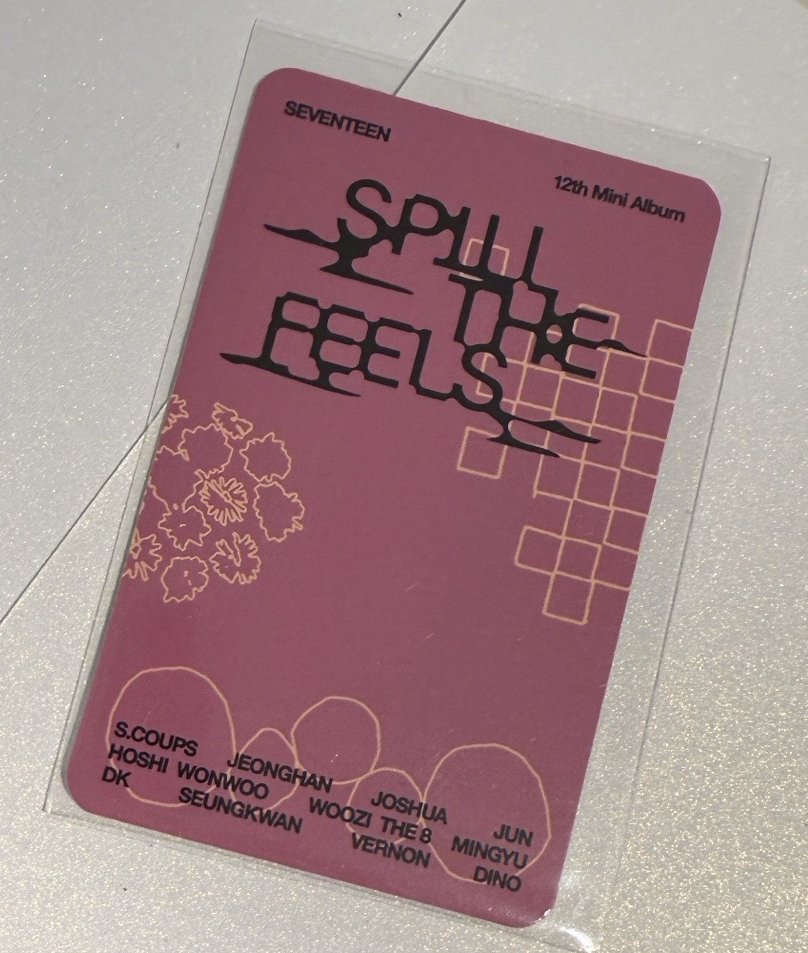 SEVENTEEN
12th Mini Album
SPILL
THE
FEELS
S.COUPS JEONGHAN JOSHUA JUN
HOSHI WONWOO WOOZI THE 8 MINGYU
DK SEUNGKWAN VERNON DINO